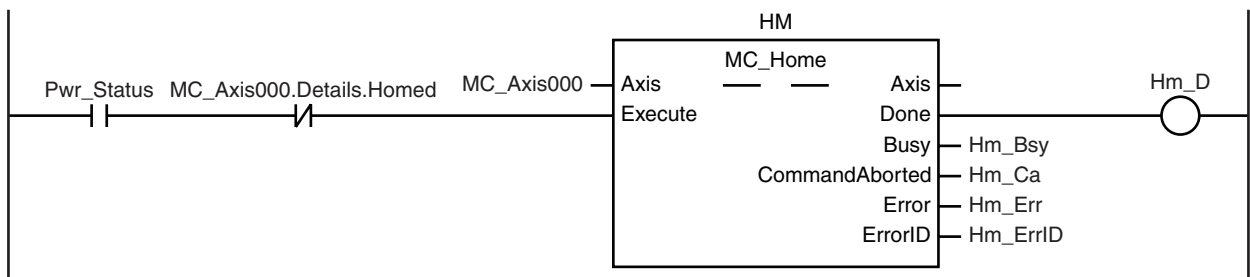 HM
MC_Home
Pwr_Status MC_Axis000.Details.Homed MC_Axis000 Axis Axis Hm_D
Execute Done
Busy Hm_Bsy
CommandAborted Hm_Ca
Error Hm_Err
ErrorID Hm_ErrID